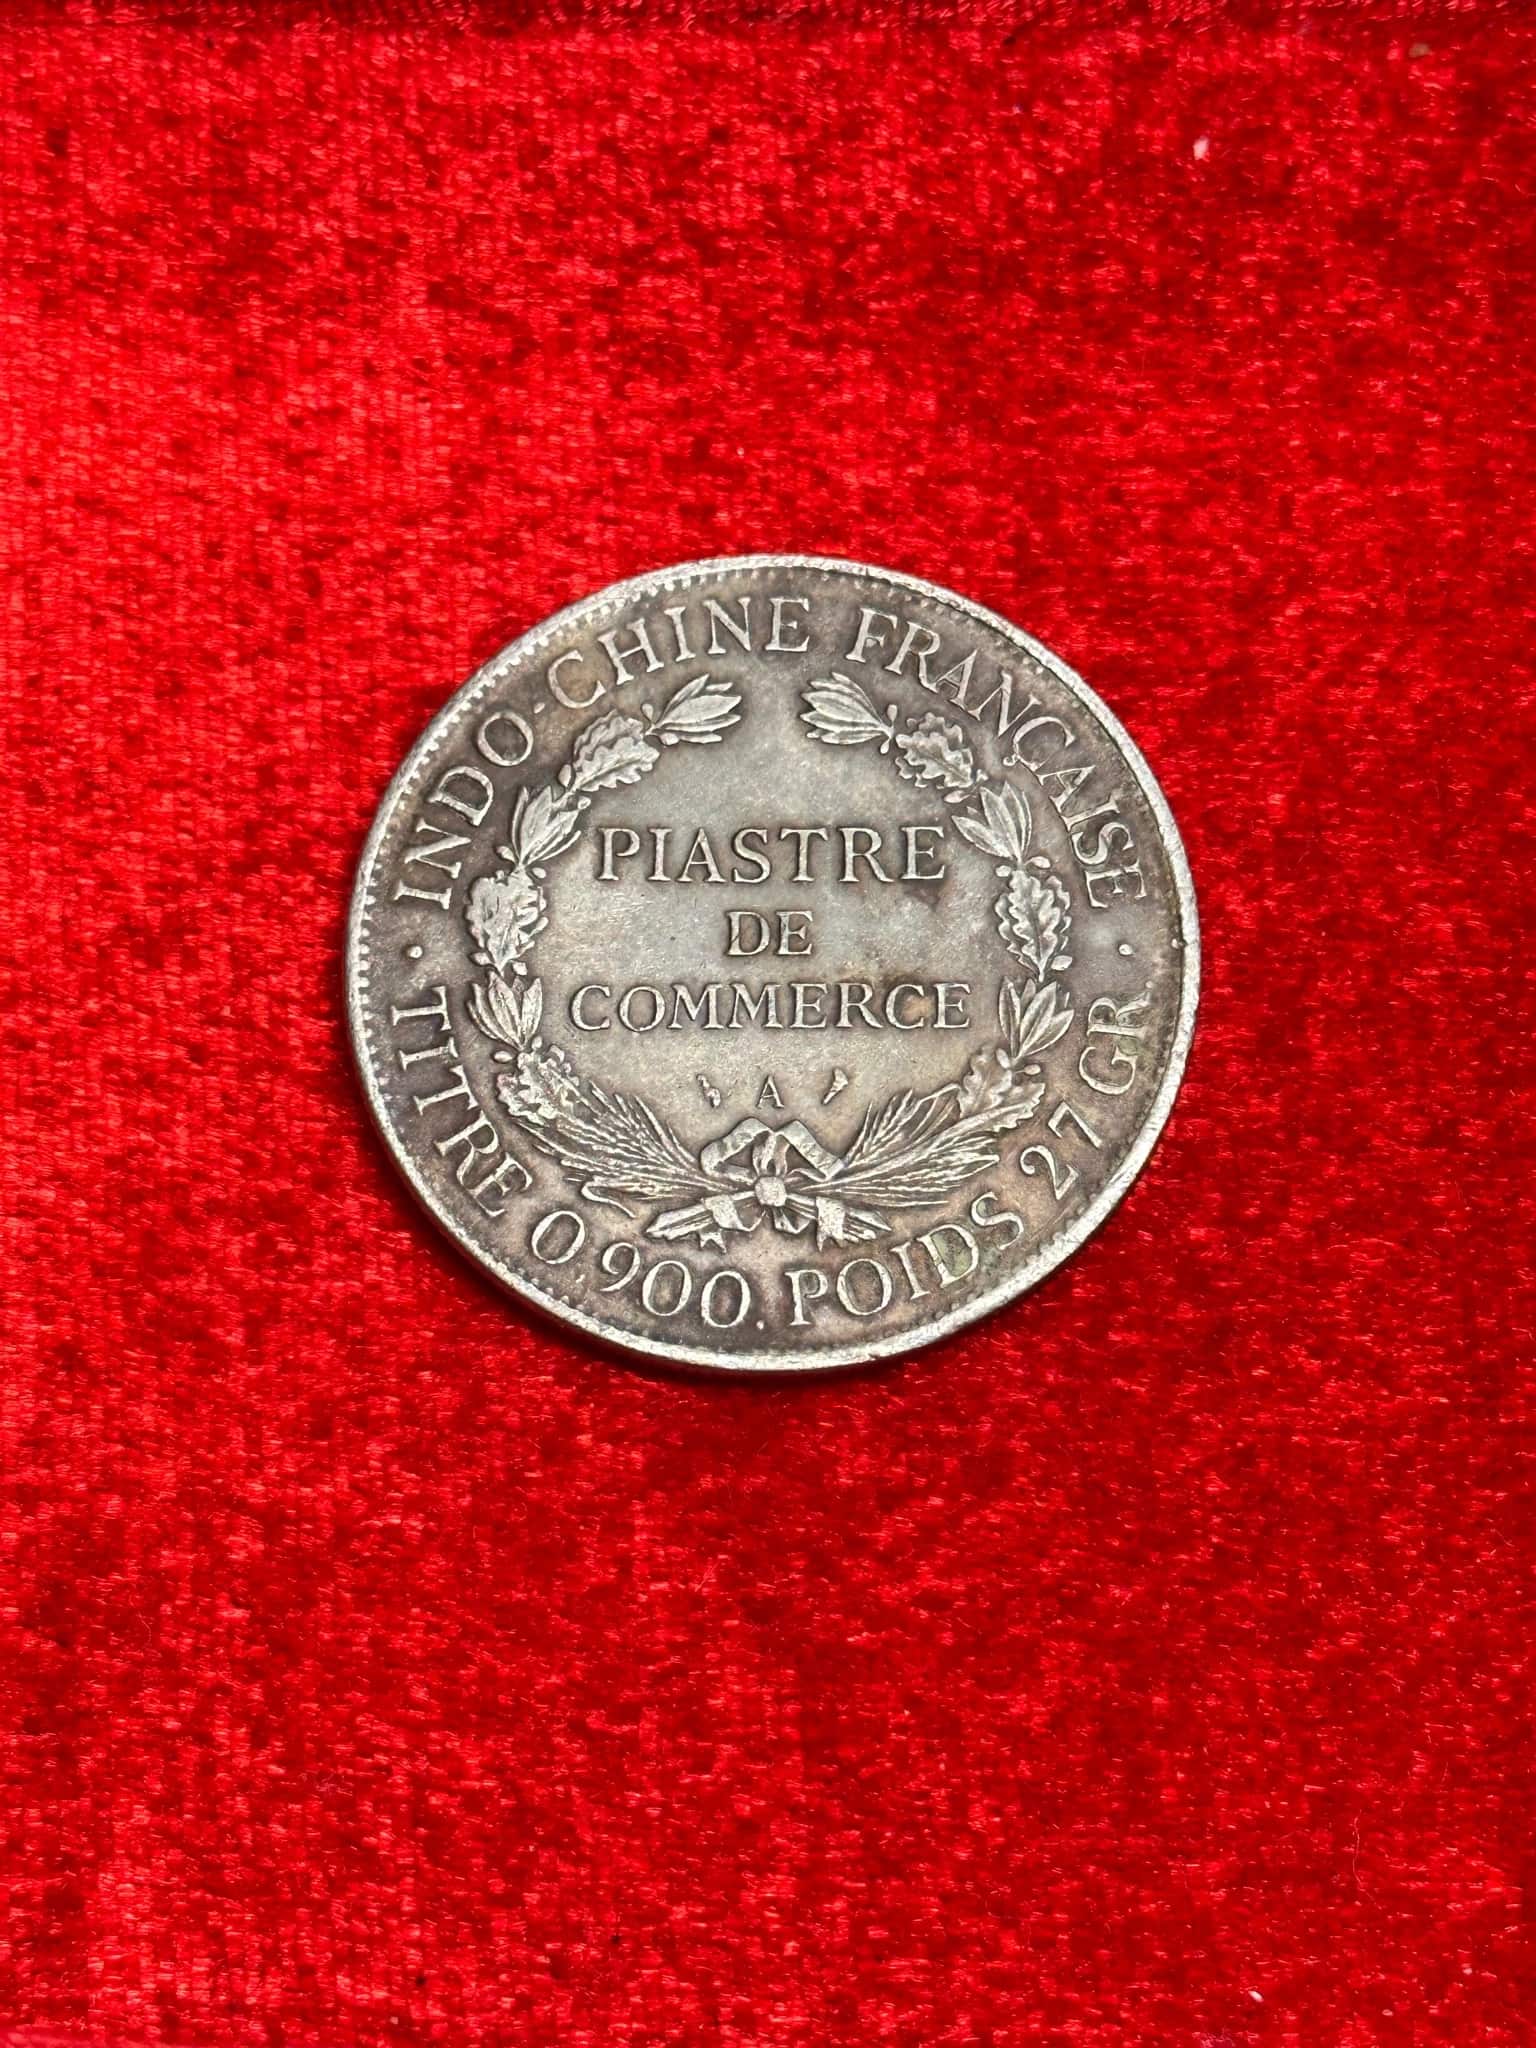 · INDO-CHINE FRANÇAISE ·
PIASTRE
DE
COMMERCE
A
TITRE 0 900. POIDS 27 GR.